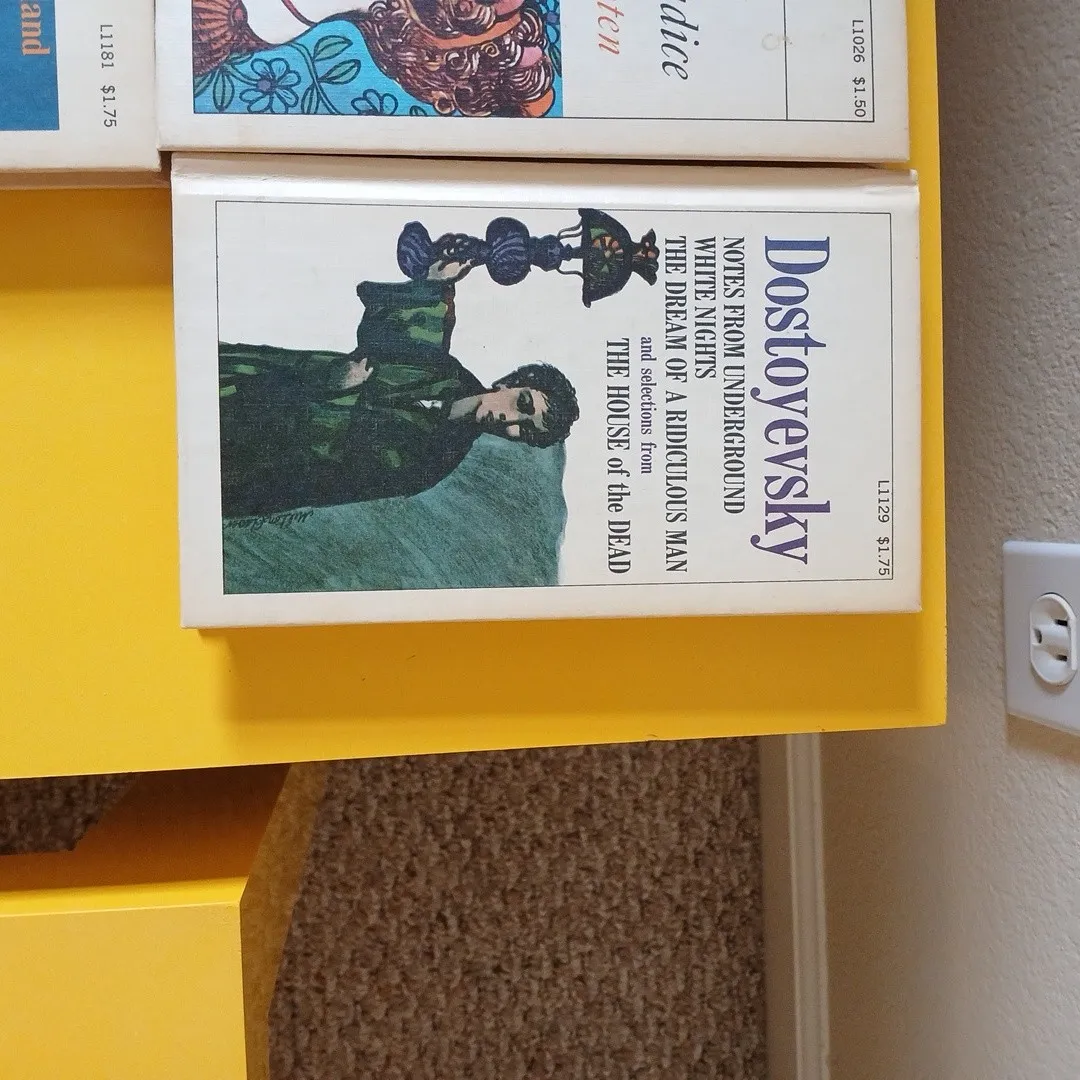 L1129 $1.75
Dostoyevsky
NOTES FROM UNDERGROUND
WHITE NIGHTS
THE DREAM OF A RIDICULOUS MAN
and selections from
THE HOUSE of the DEAD
L1026 $1.50
dice
ten
L1181 $1.75
and